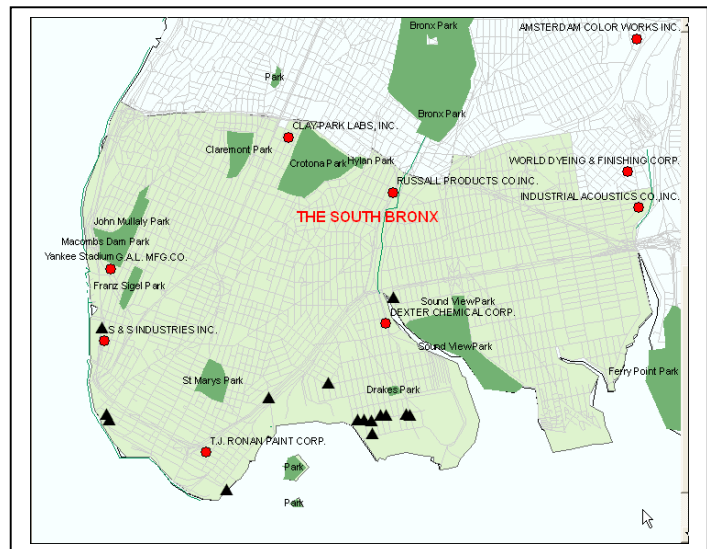 Bronx Park
AMSTERDAM COLOR WORKS INC.
Park
Bronx Park
CLAY-PARK LABS, INC.
Claremont Park
Crotona Park
Hylan Park
WORLD DYEING & FINISHING CORP.
RUSSALL PRODUCTS CO.INC.
INDUSTRIAL ACOUSTICS CO.,INC.
THE SOUTH BRONX
John Mullaly Park
Macombs Dam Park
Yankee Stadium
G.A.L. MFG.CO.
Franz Sigel Park
Sound ViewPark
DEXTER CHEMICAL CORP.
S & S INDUSTRIES INC.
Sound ViewPark
Ferry Point Park
St Marys Park
Drakes Park
T.J. RONAN PAINT CORP.
Park
Park